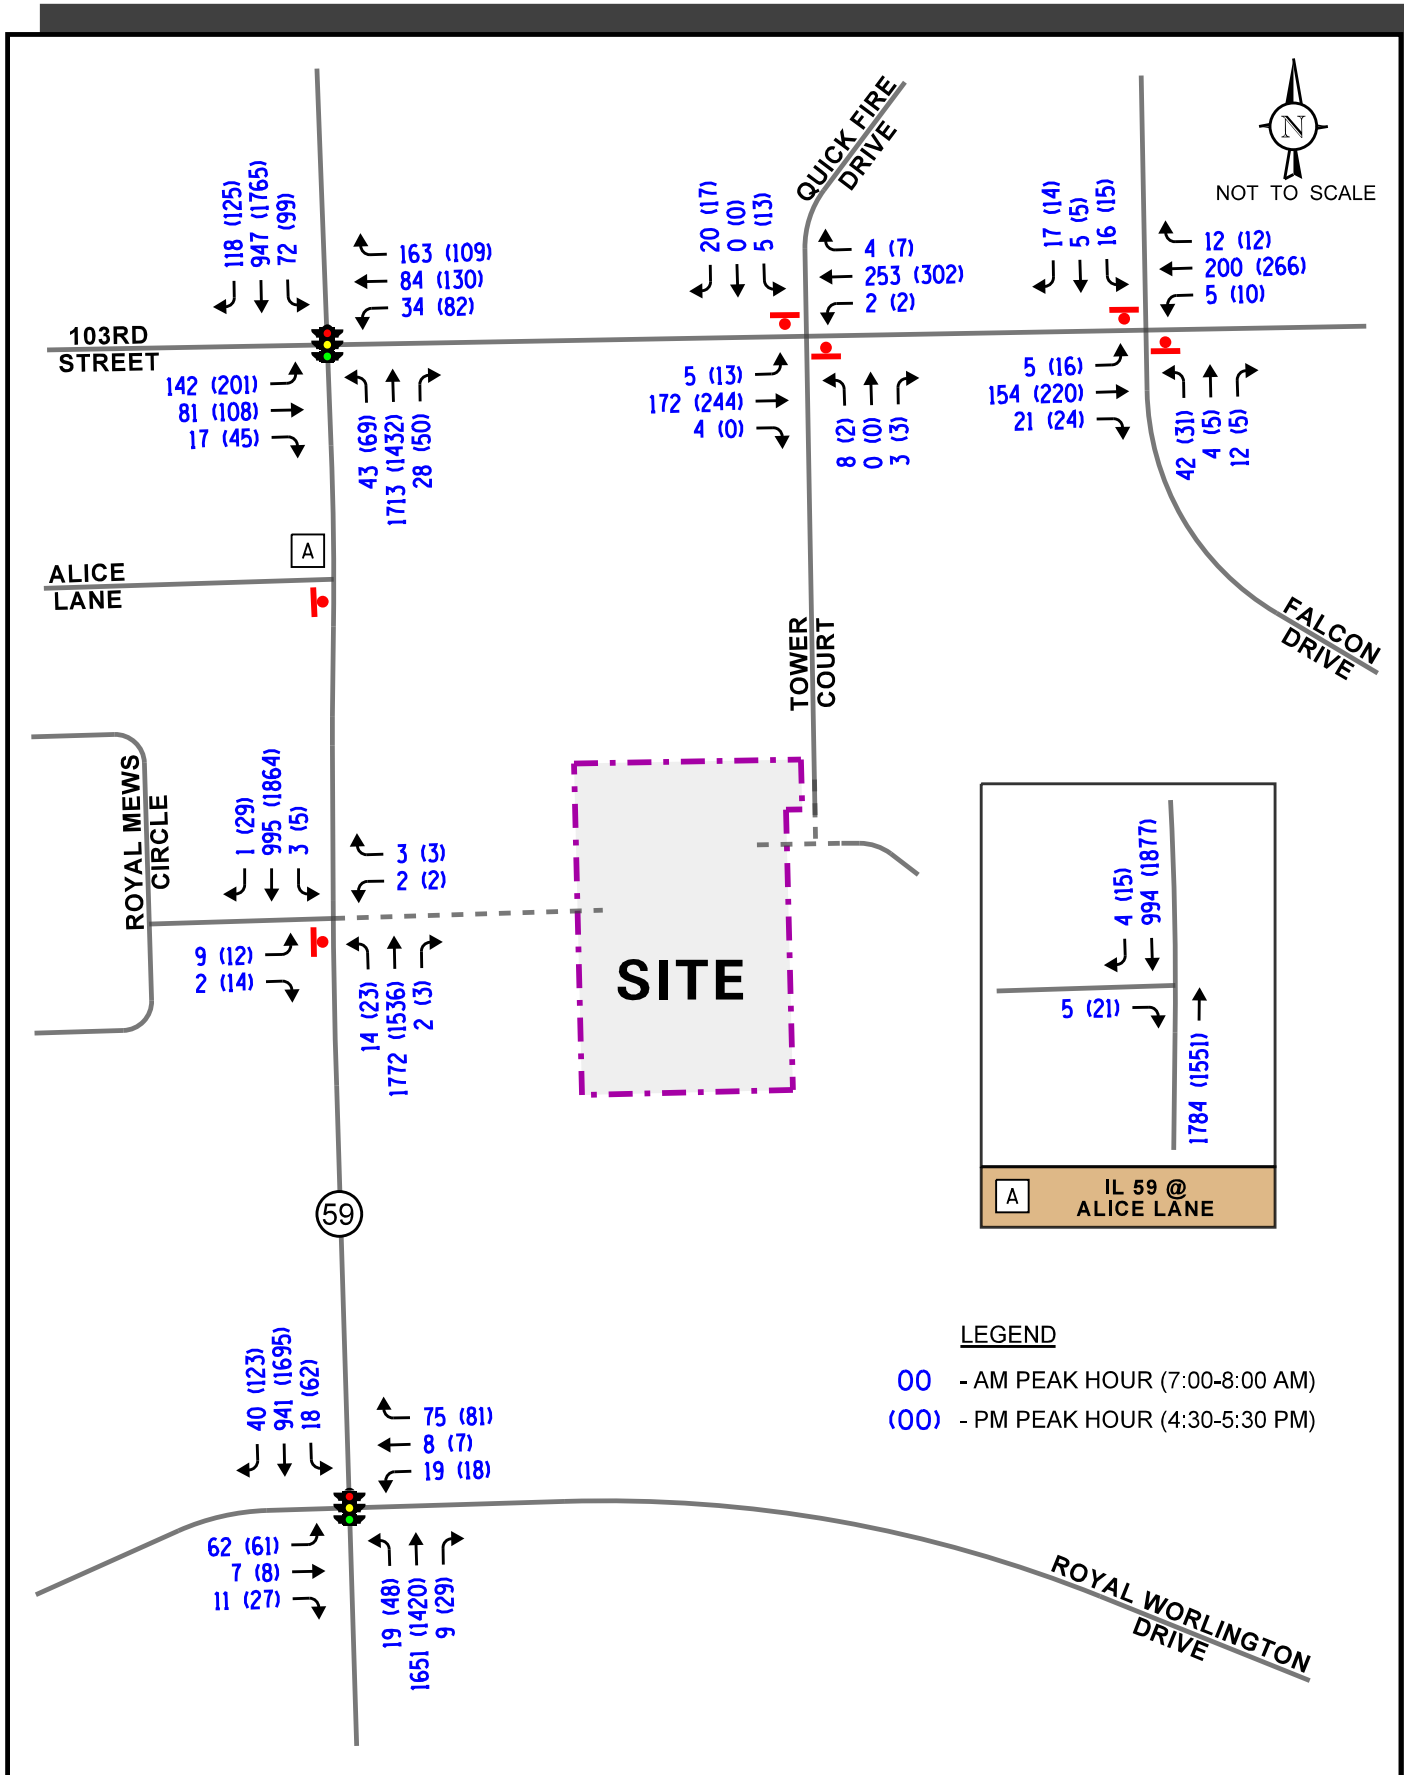 N
NOT TO SCALE
QUICK FIRE
DRIVE
118 (125)
947 (1765)
72 (99)
163 (109)
84 (130)
34 (82)
20 (17)
0 (0)
5 (13)
4 (7)
253 (302)
2 (2)
17 (14)
5 (5)
16 (15)
12 (12)
200 (266)
5 (10)
103RD
STREET
142 (201)
81 (108)
17 (45)
43 (69)
1713 (1432)
28 (50)
5 (13)
172 (244)
4 (0)
8 (2)
0 (0)
3 (3)
5 (16)
154 (220)
21 (24)
42 (31)
4 (5)
12 (5)
A
ALICE
LANE
TOWER
COURT
FALCON
DRIVE
ROYAL MEWS
CIRCLE
1 (29)
995 (1864)
3 (5)
3 (3)
2 (2)
9 (12)
2 (14)
14 (23)
1772 (1536)
2 (3)
SITE
4 (15)
994 (1877)
5 (21)
1784 (1551)
A
IL 59 @
ALICE LANE
59
LEGEND
00 - AM PEAK HOUR (7:00-8:00 AM)
(00) - PM PEAK HOUR (4:30-5:30 PM)
40 (123)
941 (1695)
18 (62)
75 (81)
8 (7)
19 (18)
62 (61)
7 (8)
11 (27)
19 (48)
1651 (1420)
9 (29)
ROYAL WORLINGTON
DRIVE